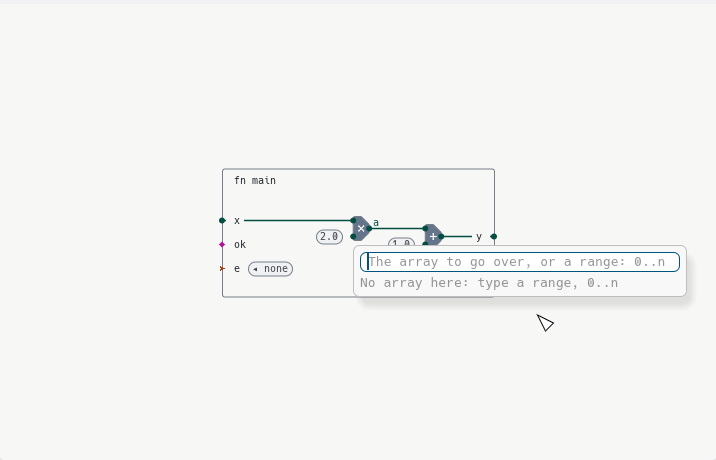 fn main
x
×
a
2.0
+
y
ok
1.0
e
◂ none
The array to go over, or a range: 0..n
No array here: type a range, 0..n